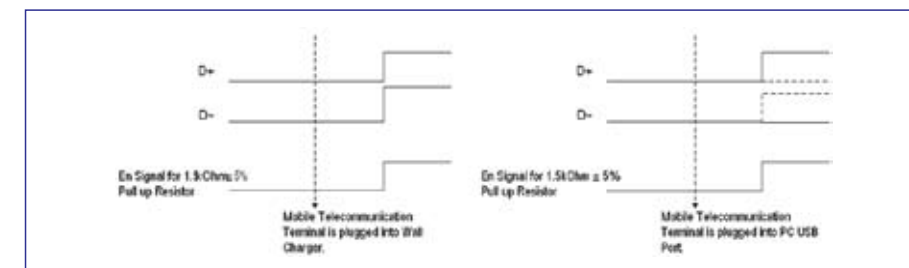 D+
D-
En Signal for 1.5kOhm ± 5%
Pull up Resistor
Mobile Telecommunication
Terminal is plugged into Wall
Charger.
D+
D-
En Signal for 1.5kOhm ± 5%
Pull up Resistor
Mobile Telecommunication
Terminal is plugged into PC USB
Port.